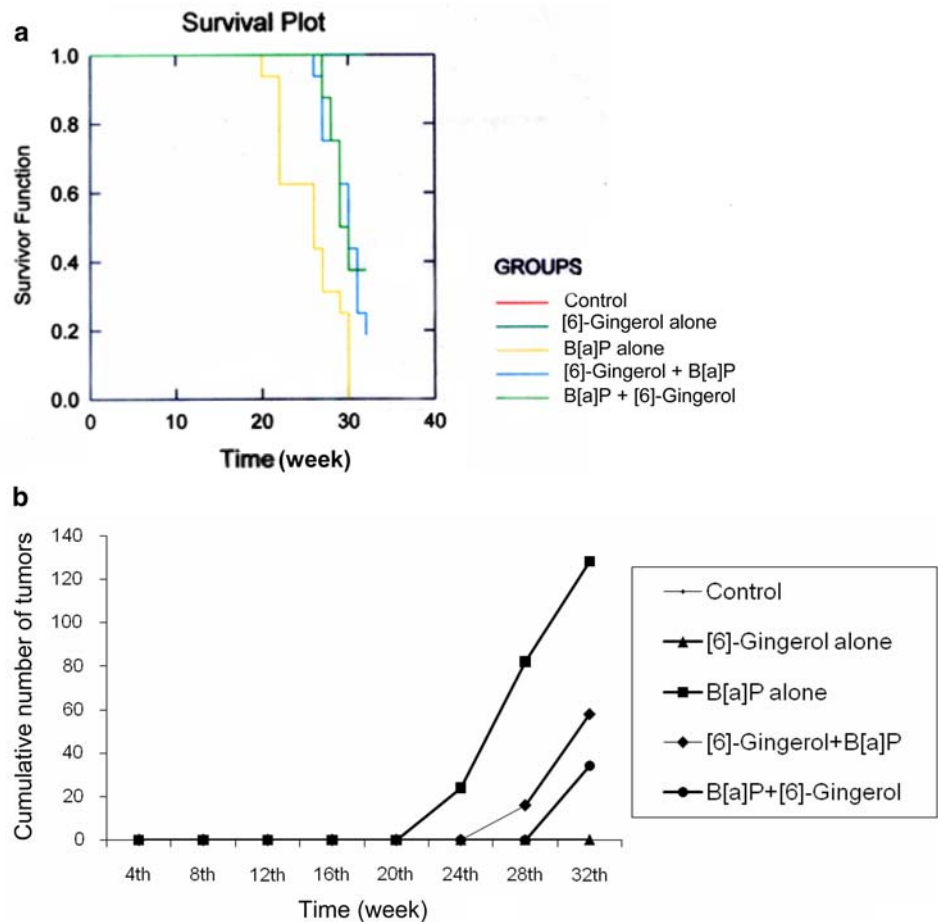 a
Survival Plot
1.0
0.8
0.6
0.4
0.2
0.0
Survivor Function
0 10 20 30 40
Time (week)
GROUPS
Control
[6]-Gingerol alone
B[a]P alone
[6]-Gingerol + B[a]P
B[a]P + [6]-Gingerol
b
140
120
100
80
60
40
20
0
Cumulative number of tumors
4th 8th 12th 16th 20th 24th 28th 32th
Time (week)
Control
[6]-Gingerol alone
B[a]P alone
[6]-Gingerol+B[a]P
B[a]P+[6]-Gingerol